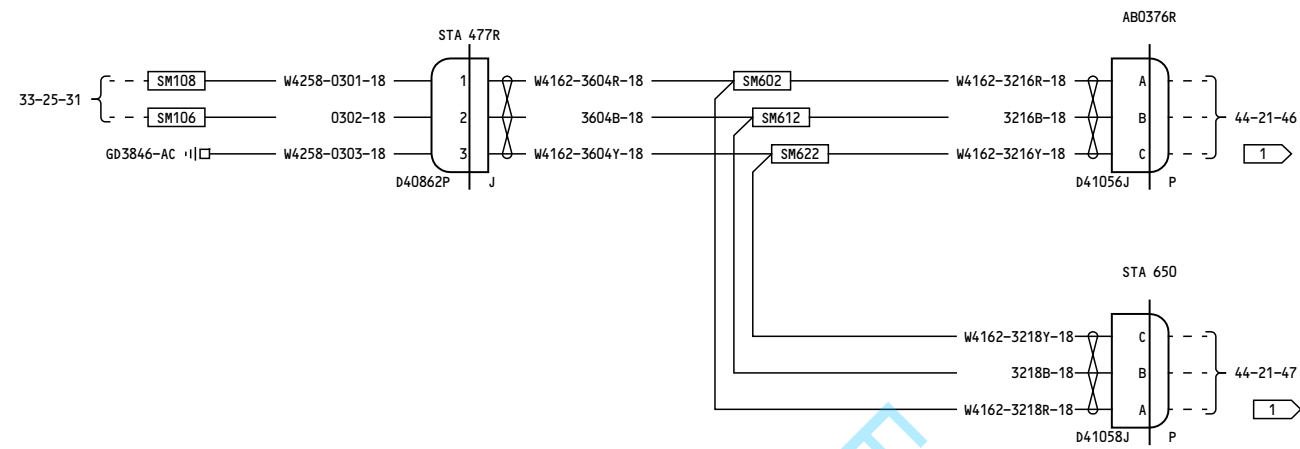 AB0376R
STA 477R
SM108 W4258-0301-18 1 W4162-3604R-18 SM602 W4162-3216R-18 A
33-25-31
SM106 0302-18 2 3604B-18 SM612 3216B-18 B 44-21-46
GD3846-AC W4258-0303-18 3 W4162-3604Y-18 SM622 W4162-3216Y-18 C 1
D40862P J D41056J P
STA 650
W4162-3218Y-18 C
3218B-18 B 44-21-47
W4162-3218R-18 A 1
D41058J P
E